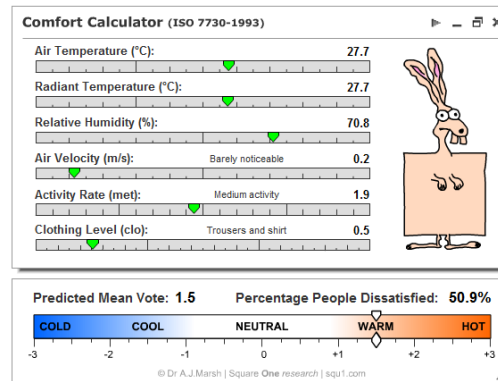 Comfort Calculator (ISO 7730-1993)
Air Temperature (°C): 27.7
Radiant Temperature (°C): 27.7
Relative Humidity (%): 70.8
Air Velocity (m/s): Barely noticeable 0.2
Activity Rate (met): Medium activity 1.9
Clothing Level (clo): Trousers and shirt 0.5
Predicted Mean Vote: 1.5 Percentage People Dissatisfied: 50.9%
COLD COOL NEUTRAL WARM HOT
-3 -2 -1 0 +1 +2 +3
© Dr A.J.Marsh | Square One research | squ1.com